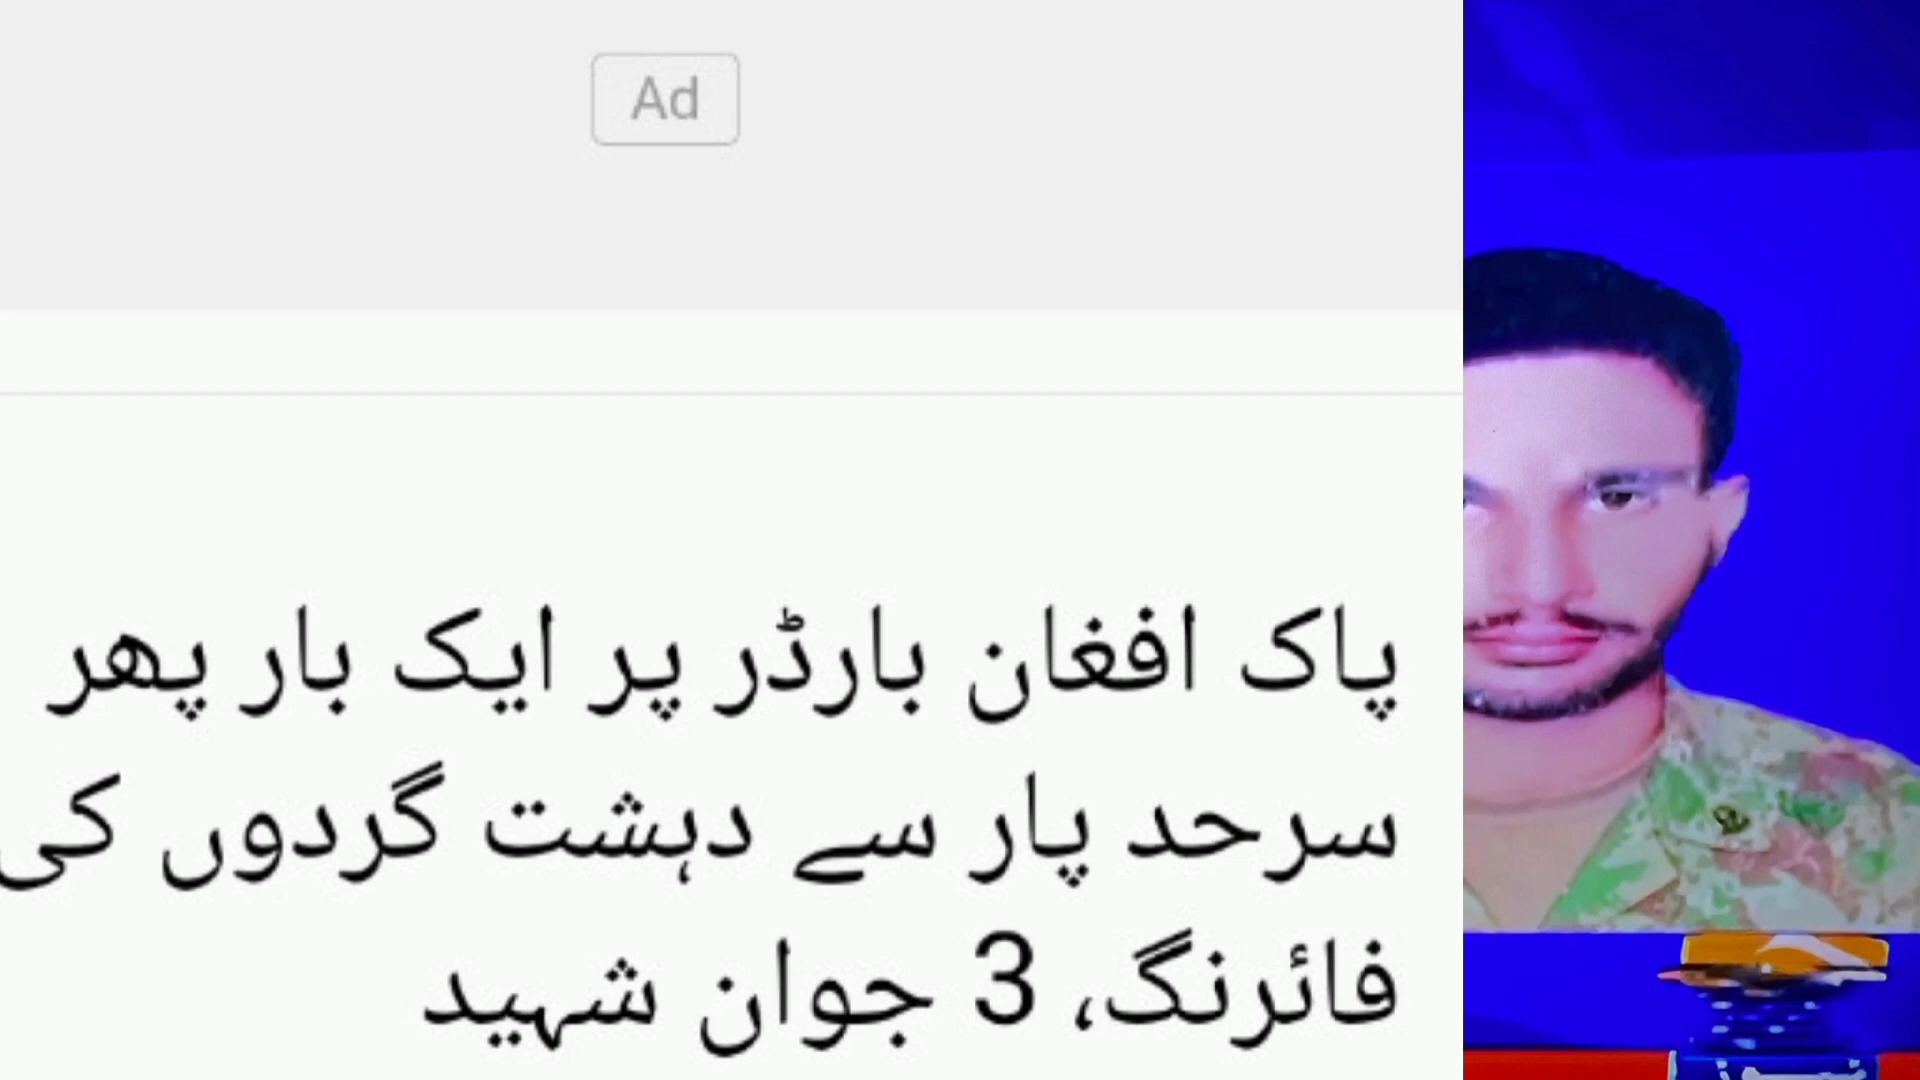 Ad
پاک افغان بارڈر پر ایک بار پھر
سرحد پار سے دہشت گردوں کی
فائرنگ، 3 جوان شہید